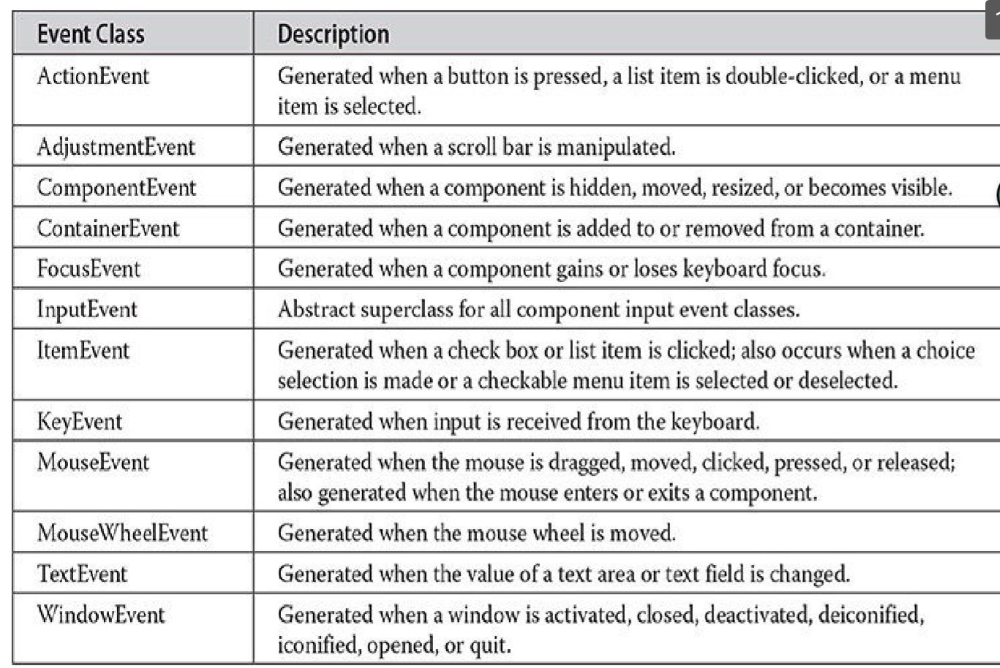 Event Class Description
ActionEvent Generated when a button is pressed, a list item is double-clicked, or a menu
item is selected.
AdjustmentEvent Generated when a scroll bar is manipulated.
ComponentEvent Generated when a component is hidden, moved, resized, or becomes visible.
ContainerEvent Generated when a component is added to or removed from a container.
FocusEvent Generated when a component gains or loses keyboard focus.
InputEvent Abstract superclass for all component input event classes.
ItemEvent Generated when a check box or list item is clicked; also occurs when a choice
selection is made or a checkable menu item is selected or deselected.
KeyEvent Generated when input is received from the keyboard.
MouseEvent Generated when the mouse is dragged, moved, clicked, pressed, or released;
also generated when the mouse enters or exits a component.
MouseWheelEvent Generated when the mouse wheel is moved.
TextEvent Generated when the value of a text area or text field is changed.
WindowEvent Generated when a window is activated, closed, deactivated, deiconified,
iconified, opened, or quit.